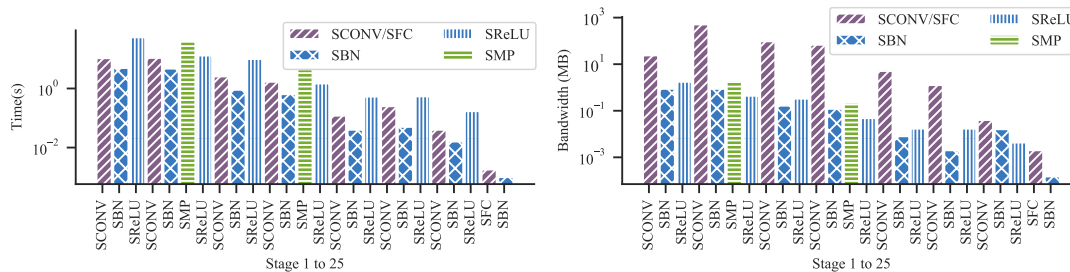 Time(s)
10^0
10^-2
SCONV/SFC
SBN
SReLU
SMP
SCONV
SBN
SReLU
SCONV
SBN
SMP
SReLU
SCONV
SBN
SReLU
SCONV
SBN
SMP
SReLU
SCONV
SBN
SReLU
SCONV
SBN
SReLU
SCONV
SBN
SReLU
SFC
SBN
Stage 1 to 25
Bandwidth (MB)
10^3
10^1
10^-1
10^-3
SCONV/SFC
SBN
SReLU
SMP
SCONV
SBN
SReLU
SCONV
SBN
SMP
SReLU
SCONV
SBN
SReLU
SCONV
SBN
SMP
SReLU
SCONV
SBN
SReLU
SCONV
SBN
SReLU
SCONV
SBN
SReLU
SFC
SBN
Stage 1 to 25